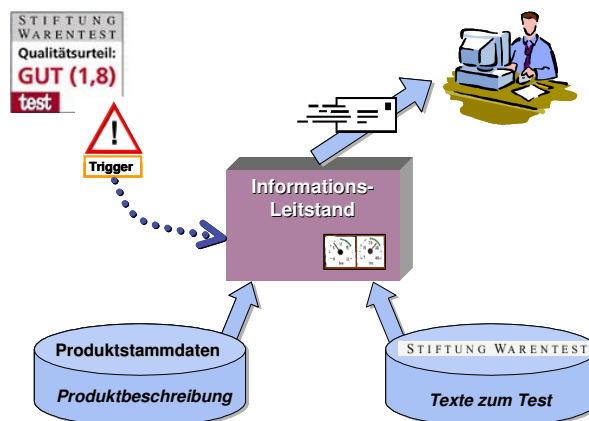 STIFTUNG
WARENTEST
Qualitätsurteil:
GUT (1,8)
test
!
Trigger
Informations-
Leitstand
Produktstammdaten
Produktbeschreibung
STIFTUNG WARENTEST
Texte zum Test